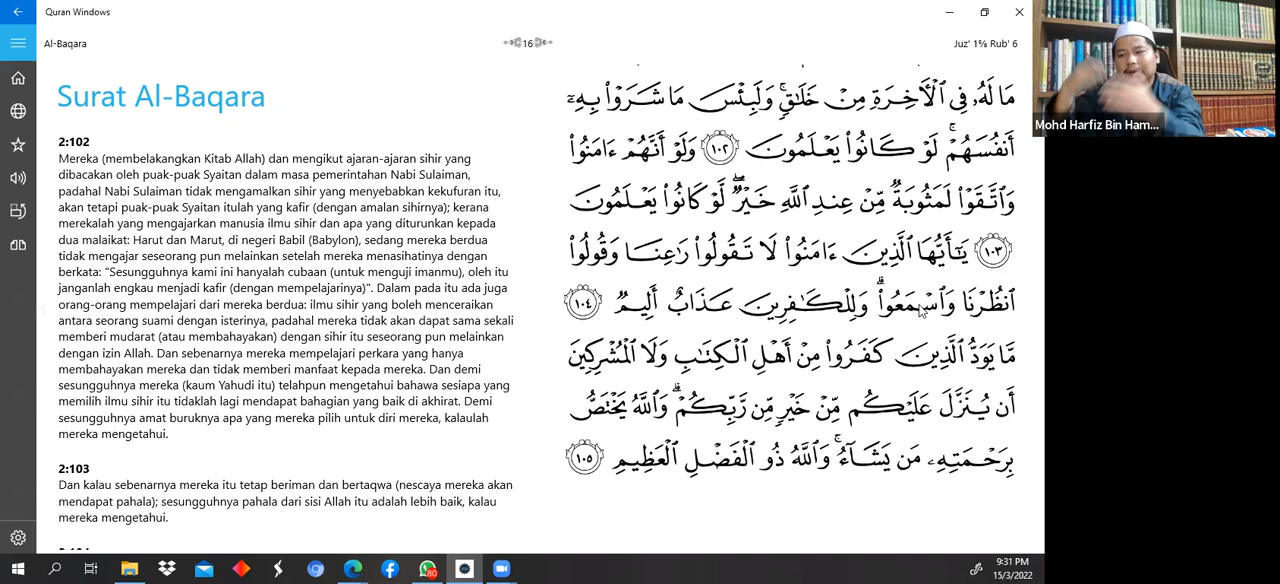 Quran Windows
Al-Baqara
16
Juz' 1¾ Rub' 6
Surat Al-Baqara
2:102
Mereka (membelakangkan Kitab Allah) dan mengikut ajaran-ajaran sihir yang
dibacakan oleh puak-puak Syaitan dalam masa pemerintahan Nabi Sulaiman,
padahal Nabi Sulaiman tidak mengamalkan sihir yang menyebabkan kekufuran itu,
akan tetapi puak-puak Syaitan itulah yang kafir (dengan amalan sihirnya); kerana
merekalah yang mengajarkan manusia ilmu sihir dan apa yang diturunkan kepada
dua malaikat: Harut dan Marut, di negeri Babil (Babylon), sedang mereka berdua
tidak mengajar seseorang pun melainkan setelah mereka menasihatinya dengan
berkata: "Sesungguhnya kami ini hanyalah cubaan (untuk menguji imanmu), oleh itu
janganlah engkau menjadi kafir (dengan mempelajarinya)". Dalam pada itu ada juga
orang-orang mempelajari dari mereka berdua: ilmu sihir yang boleh menceraikan
antara seorang suami dengan isterinya, padahal mereka tidak akan dapat sama sekali
memberi mudarat (atau membahayakan) dengan sihir itu seseorang pun melainkan
dengan izin Allah. Dan sebenarnya mereka mempelajari perkara yang hanya
membahayakan mereka dan tidak memberi manfaat kepada mereka. Dan demi
sesungguhnya mereka (kaum Yahudi itu) telahpun mengetahui bahawa sesiapa yang
memilih ilmu sihir itu tidaklah lagi mendapat bahagian yang baik di akhirat. Demi
sesungguhnya amat buruknya apa yang mereka pilih untuk diri mereka, kalaulah
mereka mengetahui.
2:103
Dan kalau sebenarnya mereka itu tetap beriman dan bertaqwa (nescaya mereka akan
mendapat pahala); sesungguhnya pahala dari sisi Allah itu adalah lebih baik, kalau
mereka mengetahui.
مَا لَهُۥ فِي ٱلْأَخِرَةِ مِنْ خَلَٰقٍ ۚ وَلَبِئْسَ مَا شَرَوْا۟ بِهِۦٓ
أَنفُسَهُمْ ۚ لَوْ كَانُوا۟ يَعْلَمُونَ ١٠٢ وَلَوْ أَنَّهُمْ ءَامَنُوا۟
وَٱتَّقَوْا۟ لَمَثُوبَةٌ مِّنْ عِندِ ٱللَّهِ خَيْرٌ ۖ لَّوْ كَانُوا۟ يَعْلَمُونَ
١٠٣ يَٰٓأَيُّهَا ٱلَّذِينَ ءَامَنُوا۟ لَا تَقُولُوا۟ رَٰعِنَا وَقُولُوا۟
ٱنظُرْنَا وَٱسْمَعُوا۟ ۗ وَلِلْكَٰفِرِينَ عَذَابٌ أَلِيمٌ ١٠٤
مَّا يَوَدُّ ٱلَّذِينَ كَفَرُوا۟ مِنْ أَهْلِ ٱلْكِتَٰبِ وَلَا ٱلْمُشْرِكِينَ
أَن يُنَزَّلَ عَلَيْكُم مِّنْ خَيْرٍ مِّن رَّبِّكُمْ ۗ وَٱللَّهُ يَخْتَصُّ
بِرَحْمَتِهِۦ مَن يَشَآءُ ۚ وَٱللَّهُ ذُو ٱلْفَضْلِ ٱلْعَظِيمِ ١٠٥
Mohd Harfiz Bin Ham...
80
9:31 PM
15/3/2022